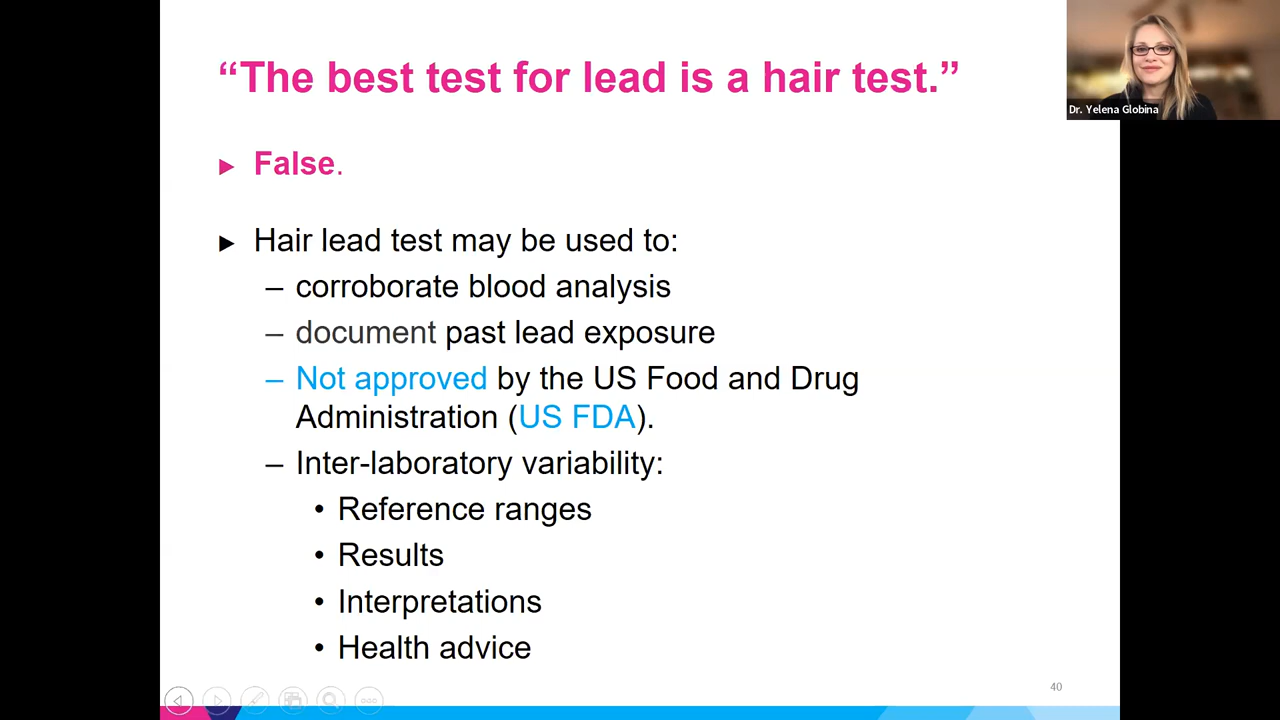 “The best test for lead is a hair test.”
Dr. Yelena Globina
► False.
► Hair lead test may be used to:
– corroborate blood analysis
– document past lead exposure
– Not approved by the US Food and Drug
Administration (US FDA).
– Inter-laboratory variability:
• Reference ranges
• Results
• Interpretations
• Health advice
40